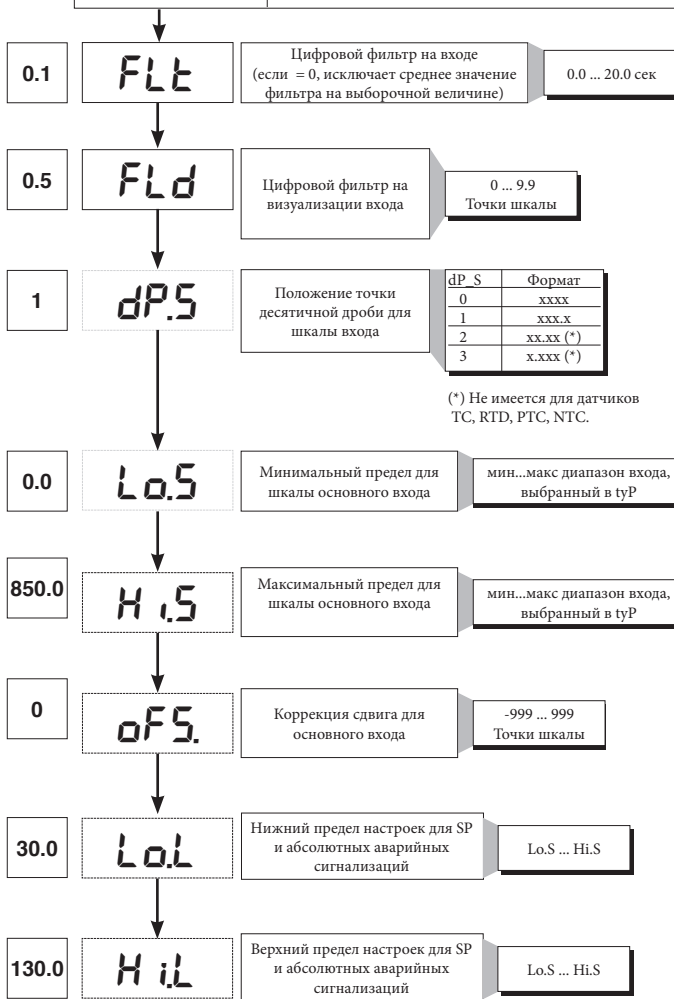 0.1
FLt
Цифровой фильтр на входе
(если = 0, исключает среднее значение
фильтра на выборочной величине)
0.0 ... 20.0 сек
0.5
FLd
Цифровой фильтр на
визуализации входа
0 ... 9.9
Точки шкалы
1
dP.S
Положение точки
десятичной дроби для
шкалы входа
dP_S Формат
0 xxxx
1 xxx.x
2 xx.xx (*)
3 x.xxx (*)
(*) Не имеется для датчиков
TC, RTD, PTC, NTC.
0.0
Lo.S
Минимальный предел для
шкалы основного входа
мин...макс диапазон входа,
выбранный в tyP
850.0
Hi.S
Максимальный предел для
шкалы основного входа
мин...макс диапазон входа,
выбранный в tyP
0
oFS.
Коррекция сдвига для
основного входа
-999 ... 999
Точки шкалы
30.0
Lo.L
Нижний предел настроек для SP
и абсолютных аварийных
сигнализаций
Lo.S ... Hi.S
130.0
Hi.L
Верхний предел настроек для SP
и абсолютных аварийных
сигнализаций
Lo.S ... Hi.S